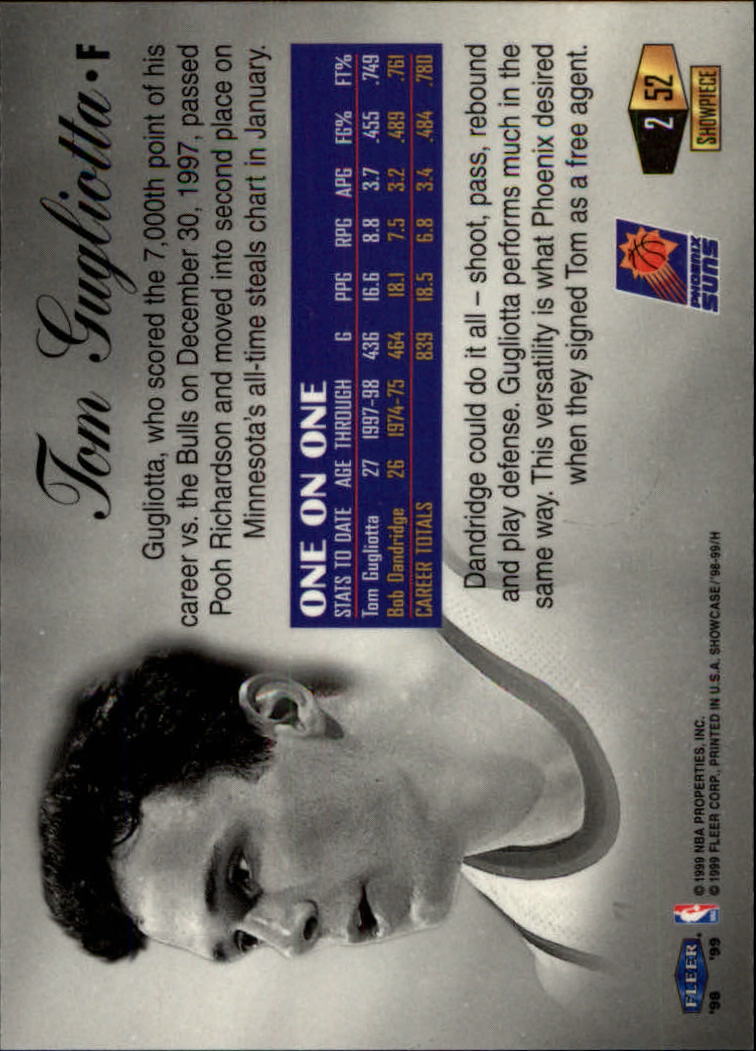 Tom Gugliotta • F
Gugliotta, who scored the 7,000th point of his
career vs. the Bulls on December 30, 1997, passed
Pooh Richardson and moved into second place on
Minnesota's all-time steals chart in January.
ONE ON ONE
STATS TO DATE AGE THROUGH G PPG RPG APG FG% FT%
Tom Gugliotta 27 1997-98 436 16.6 8.8 3.7 .455 .749
Bob Dandridge 26 1974-75 464 18.1 7.5 3.2 .489 .761
CAREER TOTALS 839 18.5 6.8 3.4 .484 .780
Dandridge could do it all – shoot, pass, rebound
and play defense. Gugliotta performs much in the
same way. This versatility is what Phoenix desired
when they signed Tom as a free agent.
PHOENIX
SUNS
2 52
SHOWPIECE
FLEER
'98 '99
NBA
© 1999 NBA PROPERTIES, INC.
© 1999 FLEER CORP., PRINTED IN U.S.A. SHOWCASE/'98-99/H